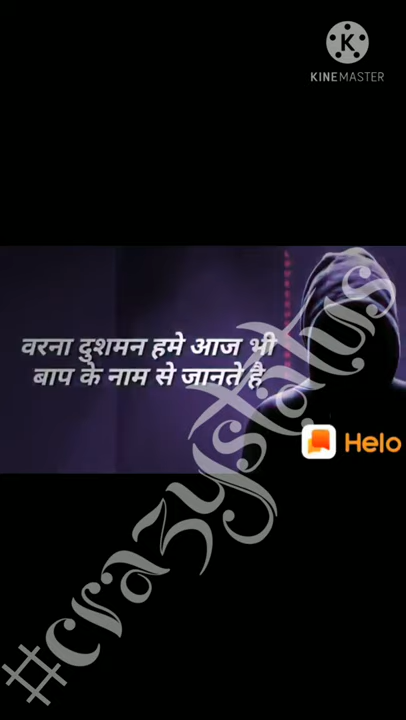 KINEMASTER
वरना दुशमन हमे आज भी
बाप के नाम से जानते है
Helo
#crazystatus